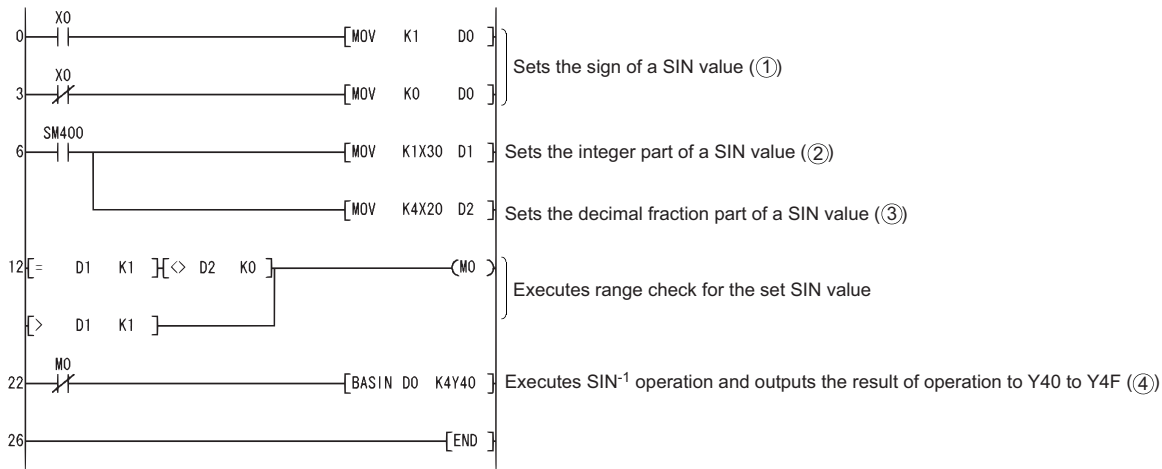 X0
0 MOV K1 D0
Sets the sign of a SIN value (①)
X0
3 MOV K0 D0
SM400
6 MOV K1X30 D1 Sets the integer part of a SIN value (②)
MOV K4X20 D2 Sets the decimal fraction part of a SIN value (③)
12 = D1 K1 <> D2 K0 M0
Executes range check for the set SIN value
> D1 K1
M0
22 BASIN D0 K4Y40 Executes SIN-1 operation and outputs the result of operation to Y40 to Y4F (④)
26 END